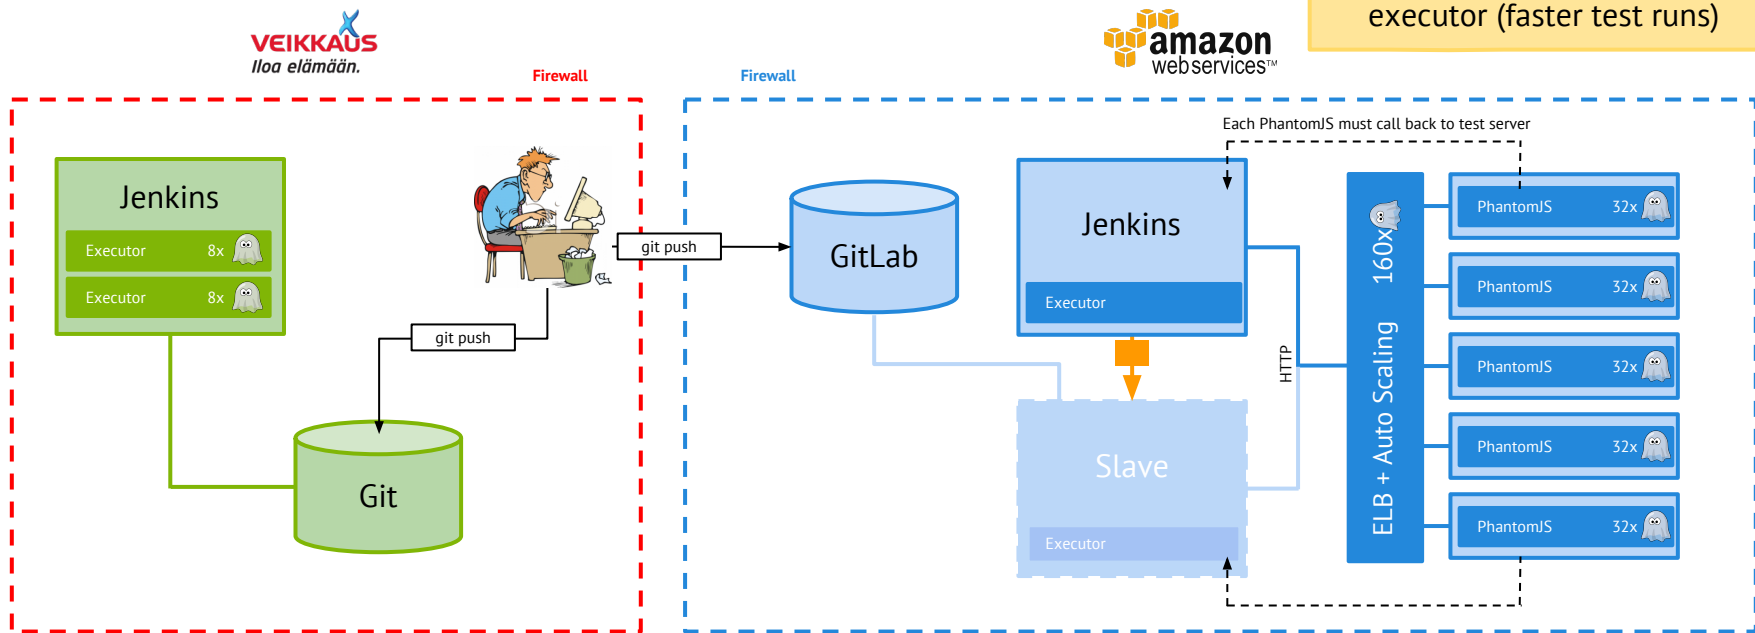 executor (faster test runs)
VEIKKAUS
Iloa elämään.
amazon
webservices™
Firewall
Firewall
Each PhantomJS must call back to test server
Jenkins
Executor 8x
Executor 8x
git push
git push
Git
GitLab
Jenkins
Executor
HTTP
Slave
Executor
ELB + Auto Scaling 160x
PhantomJS 32x
PhantomJS 32x
PhantomJS 32x
PhantomJS 32x
PhantomJS 32x